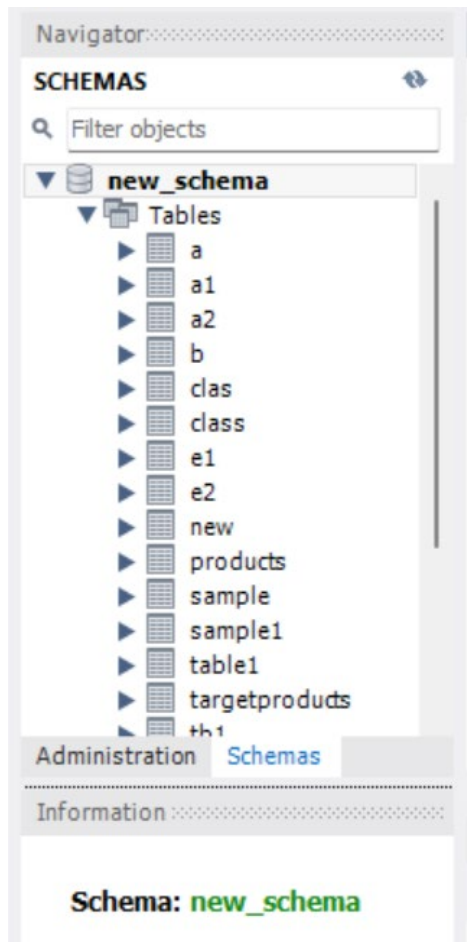 Navigator
SCHEMAS
Filter objects
new_schema
Tables
a
a1
a2
b
clas
class
e1
e2
new
products
sample
sample1
table1
targetproducts
tb1
Administration Schemas
Information
Schema: new_schema